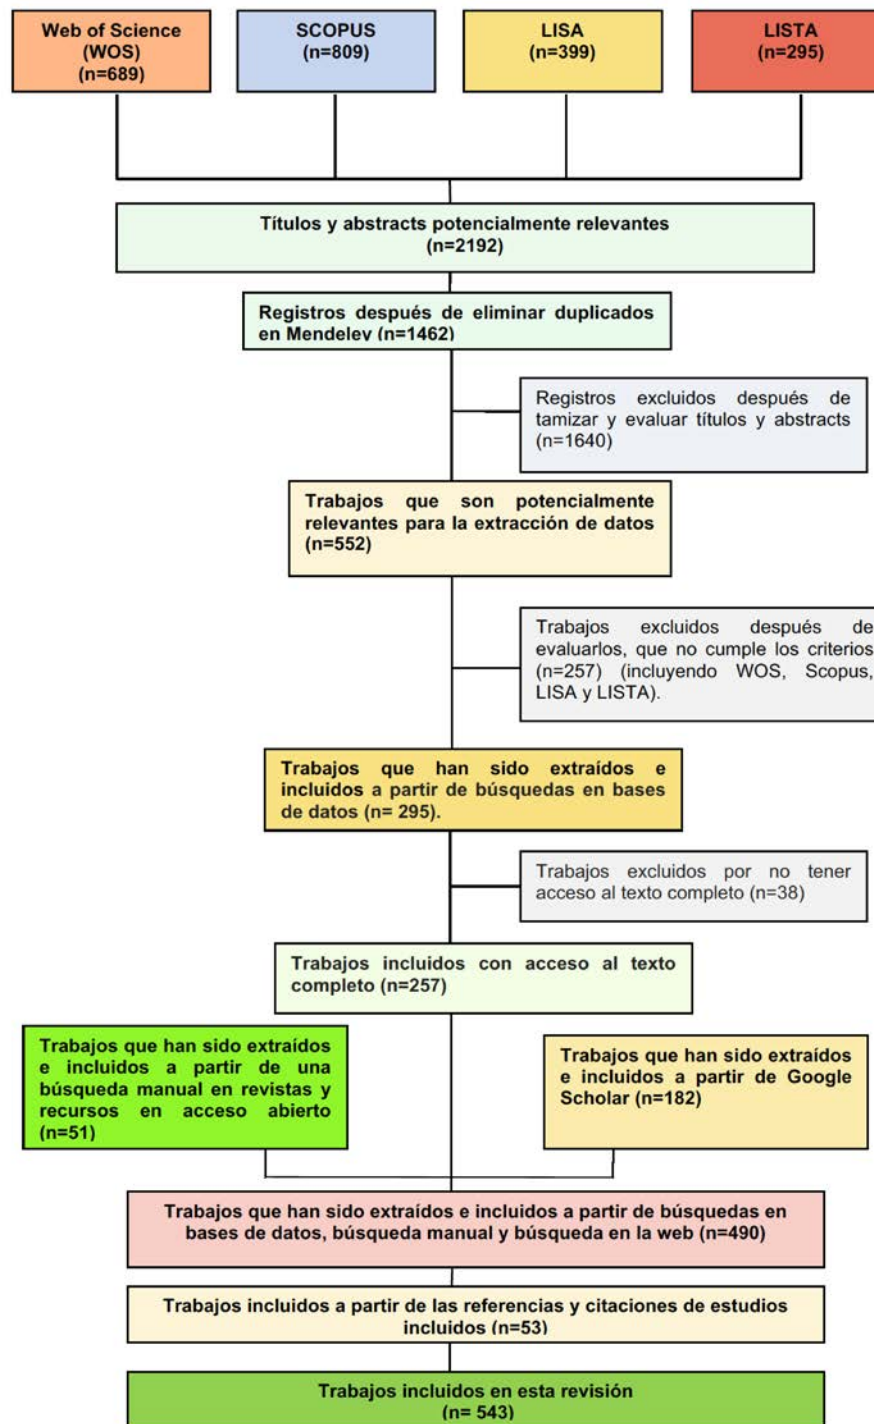 Web of Science
(WOS)
(n=689)
SCOPUS
(n=809)
LISA
(n=399)
LISTA
(n=295)
Títulos y abstracts potencialmente relevantes
(n=2192)
Registros después de eliminar duplicados
en Mendeley (n=1462)
Registros excluidos después de
tamizar y evaluar títulos y abstracts
(n=1640)
Trabajos que son potencialmente
relevantes para la extracción de datos
(n=552)
Trabajos excluidos después de
evaluarlos, que no cumple los criterios
(n=257) (incluyendo WOS, Scopus,
LISA y LISTA).
Trabajos que han sido extraídos e
incluidos a partir de búsquedas en bases
de datos (n= 295).
Trabajos excluidos por no tener
acceso al texto completo (n=38)
Trabajos incluidos con acceso al texto
completo (n=257)
Trabajos que han sido extraídos
e incluidos a partir de una
búsqueda manual en revistas y
recursos en acceso abierto
(n=51)
Trabajos que han sido extraídos
e incluidos a partir de Google
Scholar (n=182)
Trabajos que han sido extraídos e incluidos a partir de búsquedas en
bases de datos, búsqueda manual y búsqueda en la web (n=490)
Trabajos incluidos a partir de las referencias y citaciones de estudios
incluidos (n=53)
Trabajos incluidos en esta revisión
(n= 543)